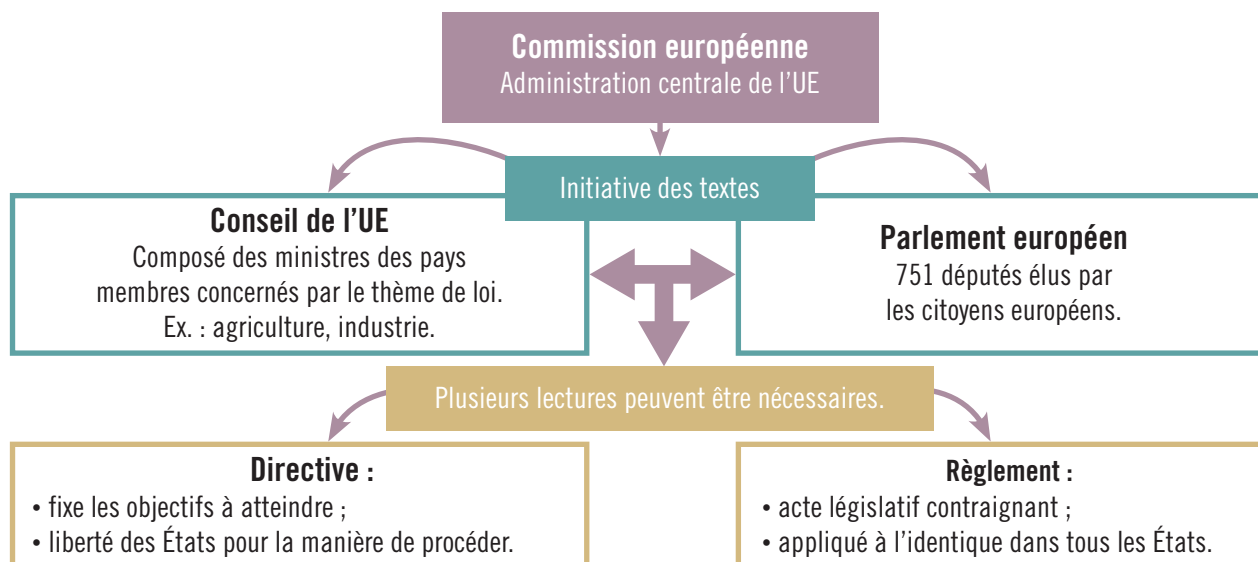 Commission européenne
Administration centrale de l’UE
Initiative des textes
Conseil de l’UE
Composé des ministres des pays
membres concernés par le thème de loi.
Ex. : agriculture, industrie.
Parlement européen
751 députés élus par
les citoyens européens.
Plusieurs lectures peuvent être nécessaires.
Directive :
• fixe les objectifs à atteindre ;
• liberté des États pour la manière de procéder.
Règlement :
• acte législatif contraignant ;
• appliqué à l’identique dans tous les États.